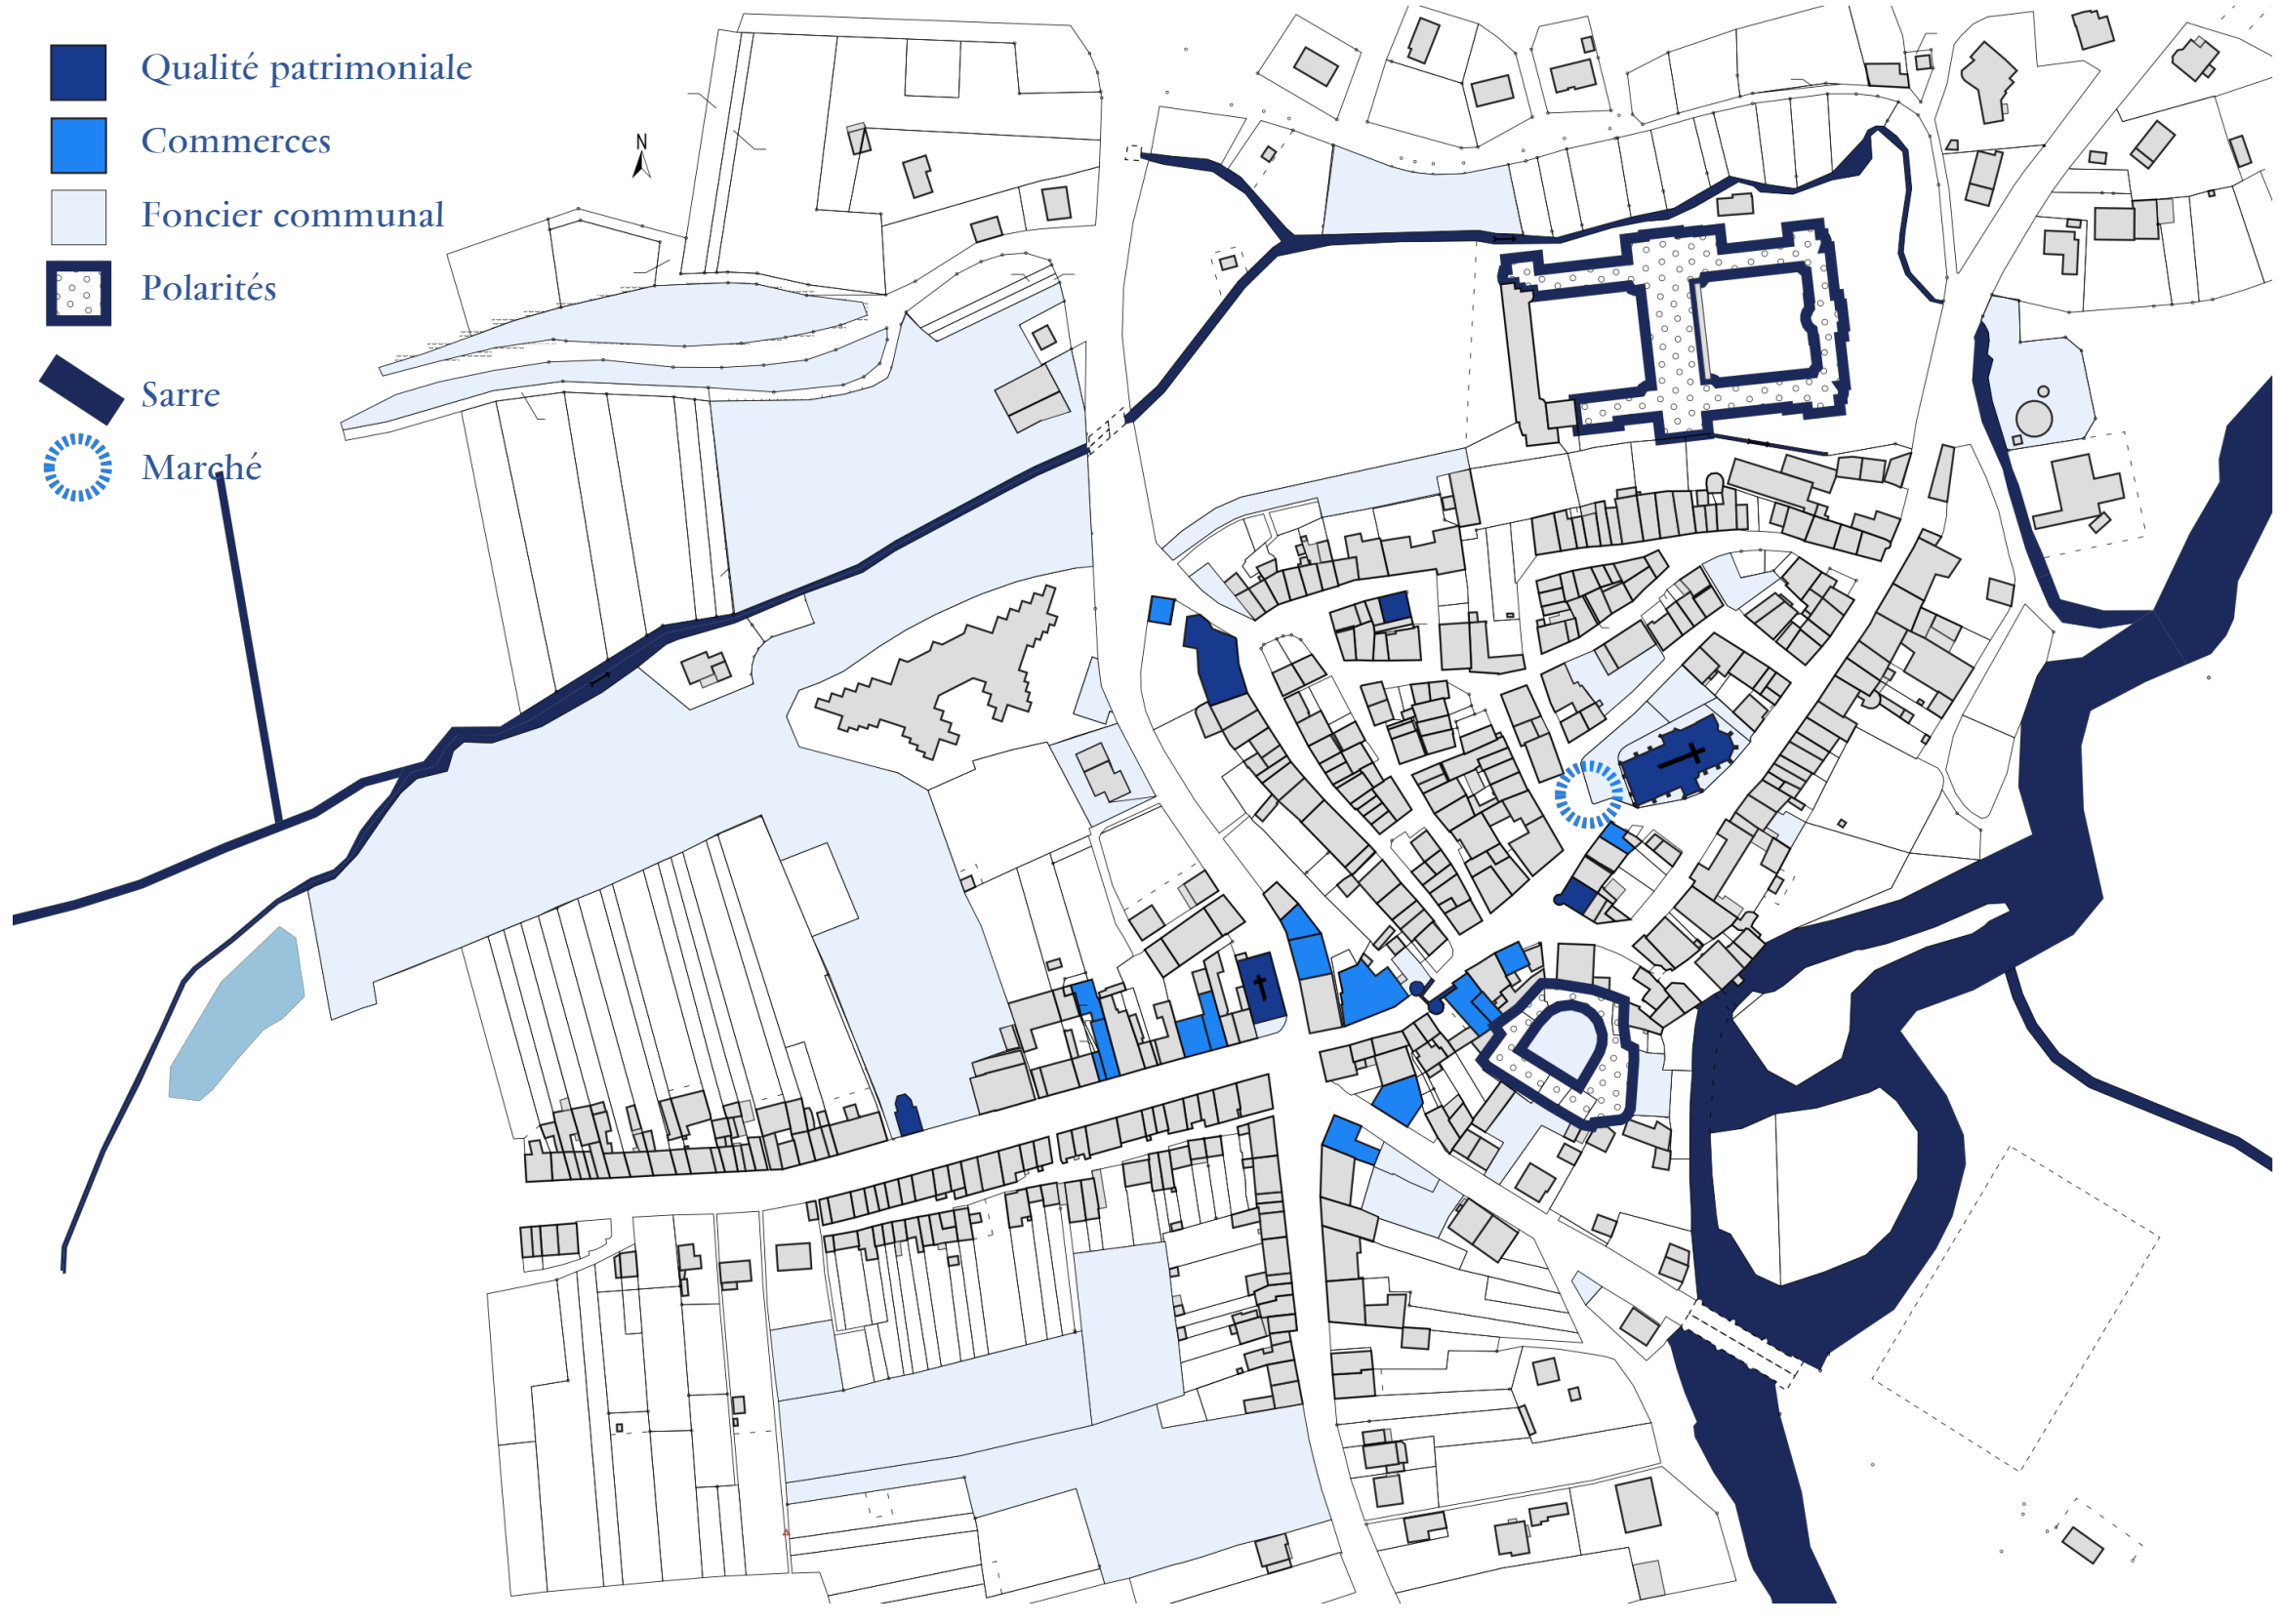 Qualité patrimoniale
Commerces
Foncier communal
N
Polarités
Sarre
Marché